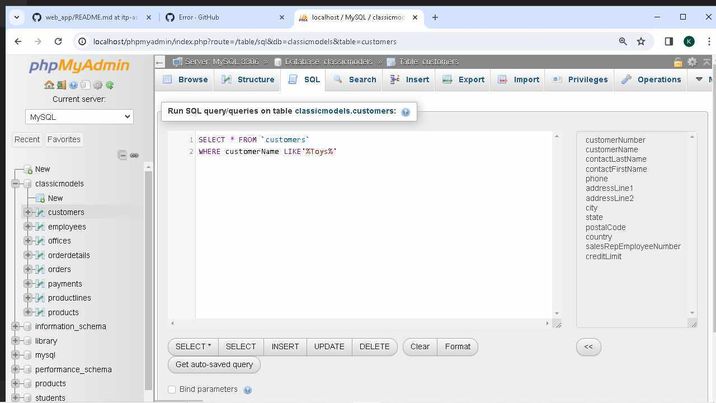 web_app/README.md at itp-as
Error · GitHub
localhost / MySQL / classicmode
localhost/phpmyadmin/index.php?route=/table/sql&db=classicmodels&table=customers
K
phpMyAdmin
Current server:
MySQL
Recent
Favorites
New
classicmodels
New
customers
employees
offices
orderdetails
orders
payments
productlines
products
information_schema
library
mysql
performance_schema
products
students
Server: MySQL:3306 » Database: classicmodels » Table: customers
Browse
Structure
SQL
Search
Insert
Export
Import
Privileges
Operations
Run SQL query/queries on table classicmodels.customers:
1 SELECT * FROM `customers`
2 WHERE customerName LIKE'%Toys%'
customerNumber
customerName
contactLastName
contactFirstName
phone
addressLine1
addressLine2
city
state
postalCode
country
salesRepEmployeeNumber
creditLimit
SELECT *
SELECT
INSERT
UPDATE
DELETE
Clear
Format
<<
Get auto-saved query
Bind parameters